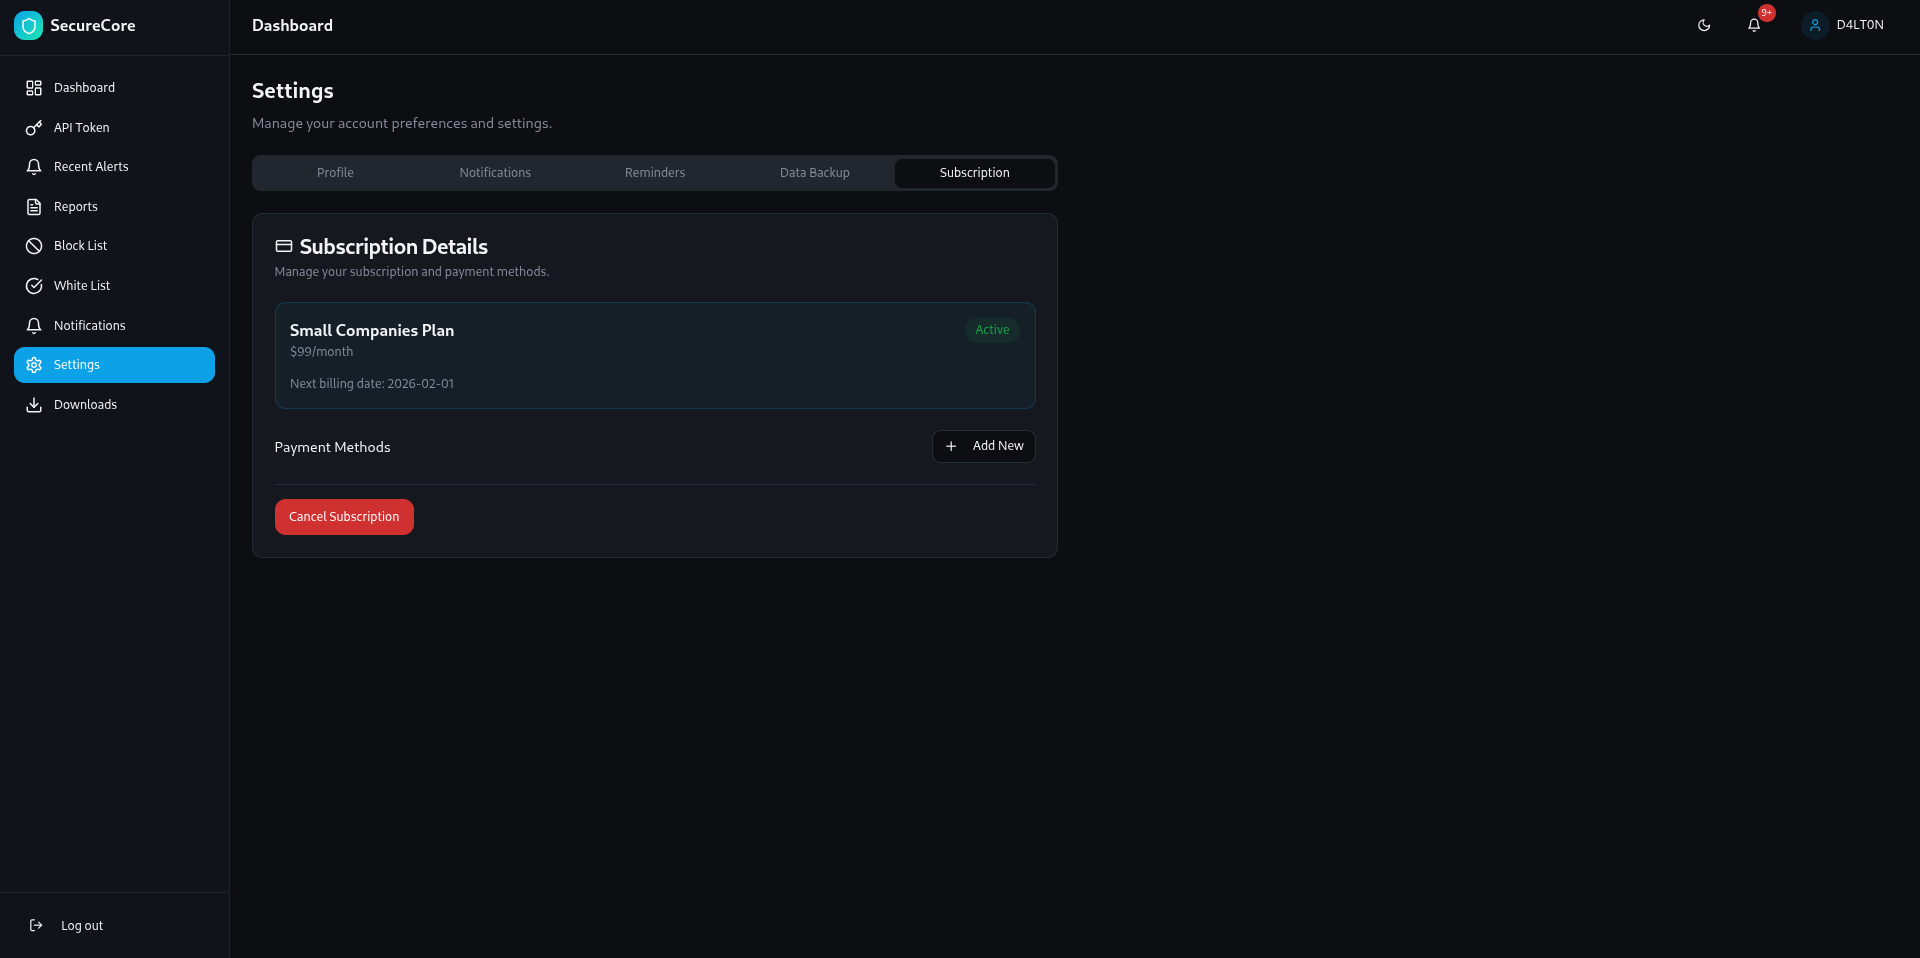 SecureCore
Dashboard
9+
D4LT0N
Dashboard
API Token
Recent Alerts
Reports
Block List
White List
Notifications
Settings
Downloads
Log out
Settings
Manage your account preferences and settings.
Profile
Notifications
Reminders
Data Backup
Subscription
Subscription Details
Manage your subscription and payment methods.
Small Companies Plan
Active
$99/month
Next billing date: 2026-02-01
Payment Methods
Add New
Cancel Subscription